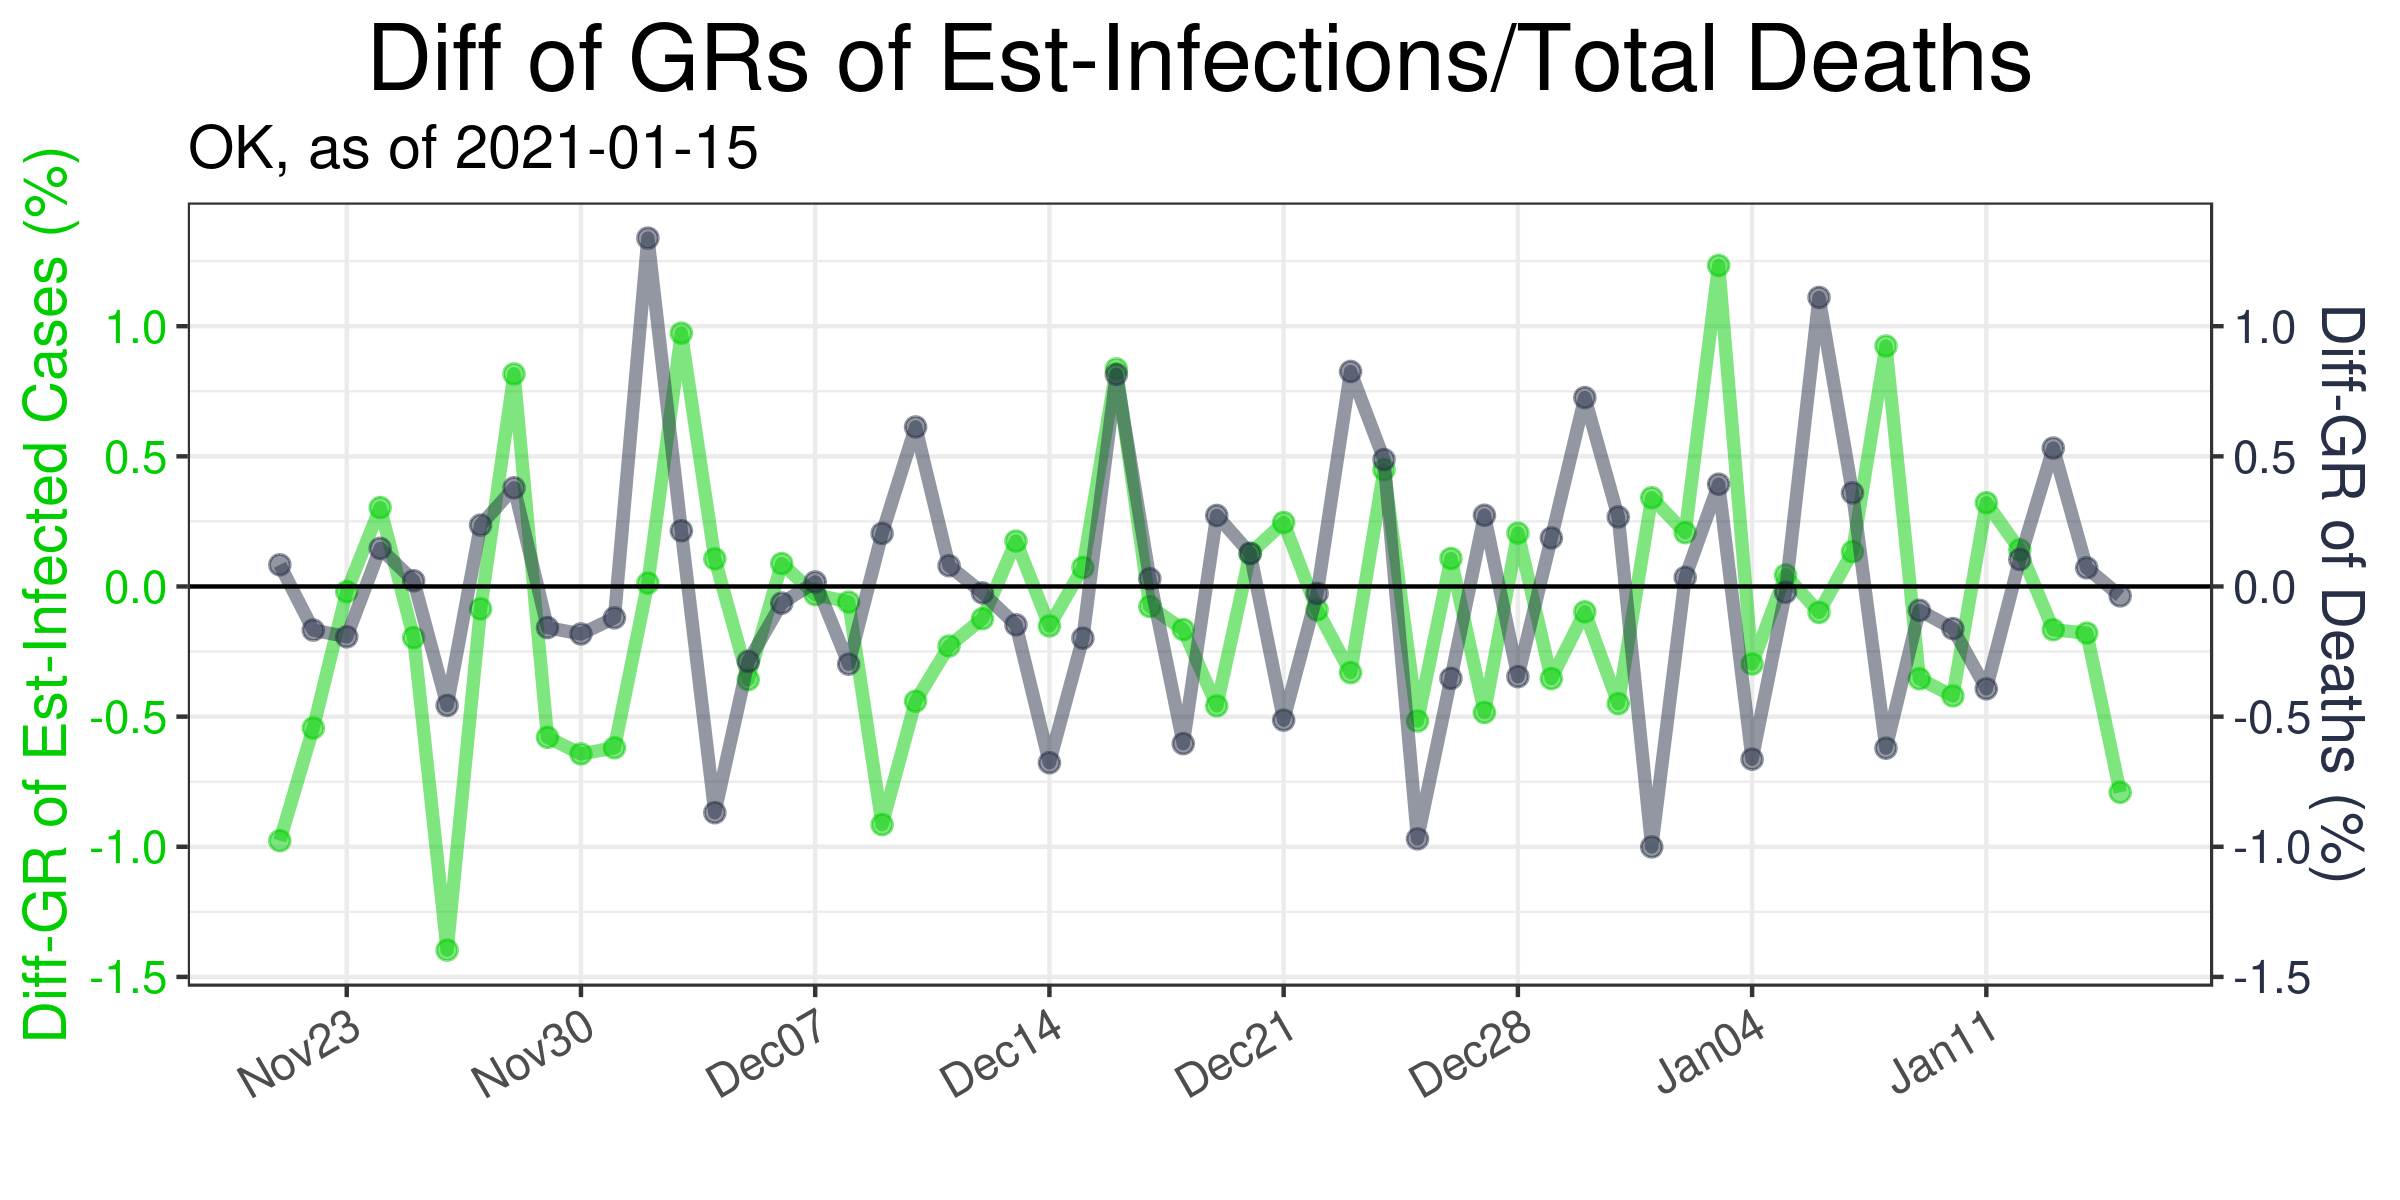 Diff of GRs of Est-Infections/Total Deaths
OK, as of 2021-01-15
Diff-GR of Est-Infected Cases (%)
1.0
0.5
0.0
-0.5
-1.0
-1.5
1.0
0.5
0.0
-0.5
-1.0
-1.5
Diff-GR of Deaths (%)
Nov23
Nov30
Dec07
Dec14
Dec21
Dec28
Jan04
Jan11